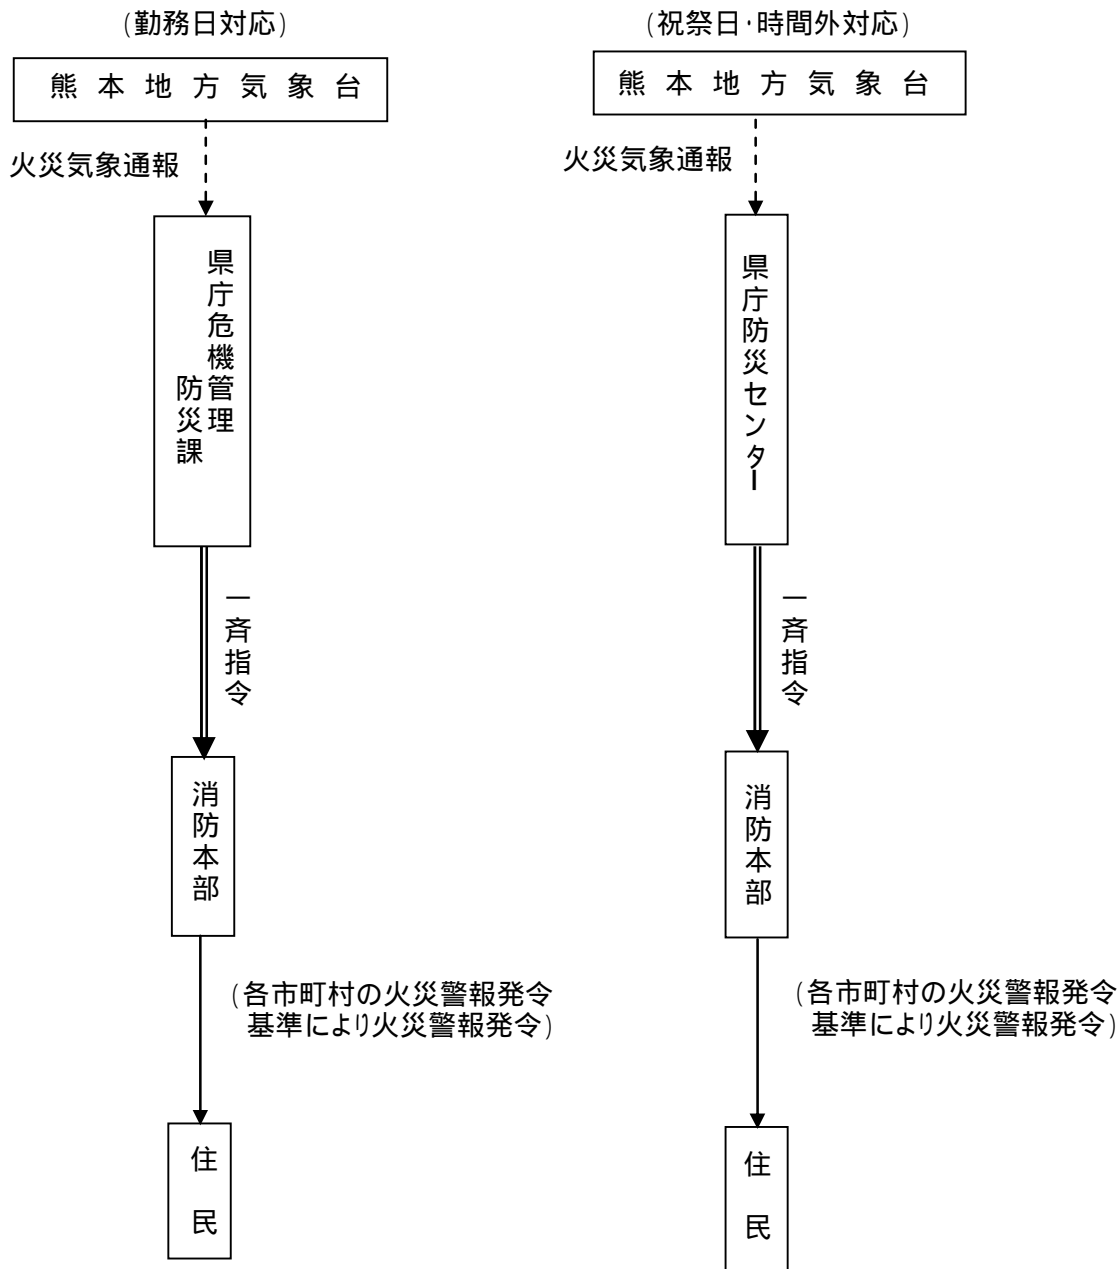 (勤務日対応)
熊本地方気象台
火災気象通報
県庁危機管理
防災課
一斉指令
消防本部
(各市町村の火災警報発令
基準により火災警報発令)
住民
(祝祭日・時間外対応)
熊本地方気象台
火災気象通報
県庁防災センター
一斉指令
消防本部
(各市町村の火災警報発令
基準により火災警報発令)
住民